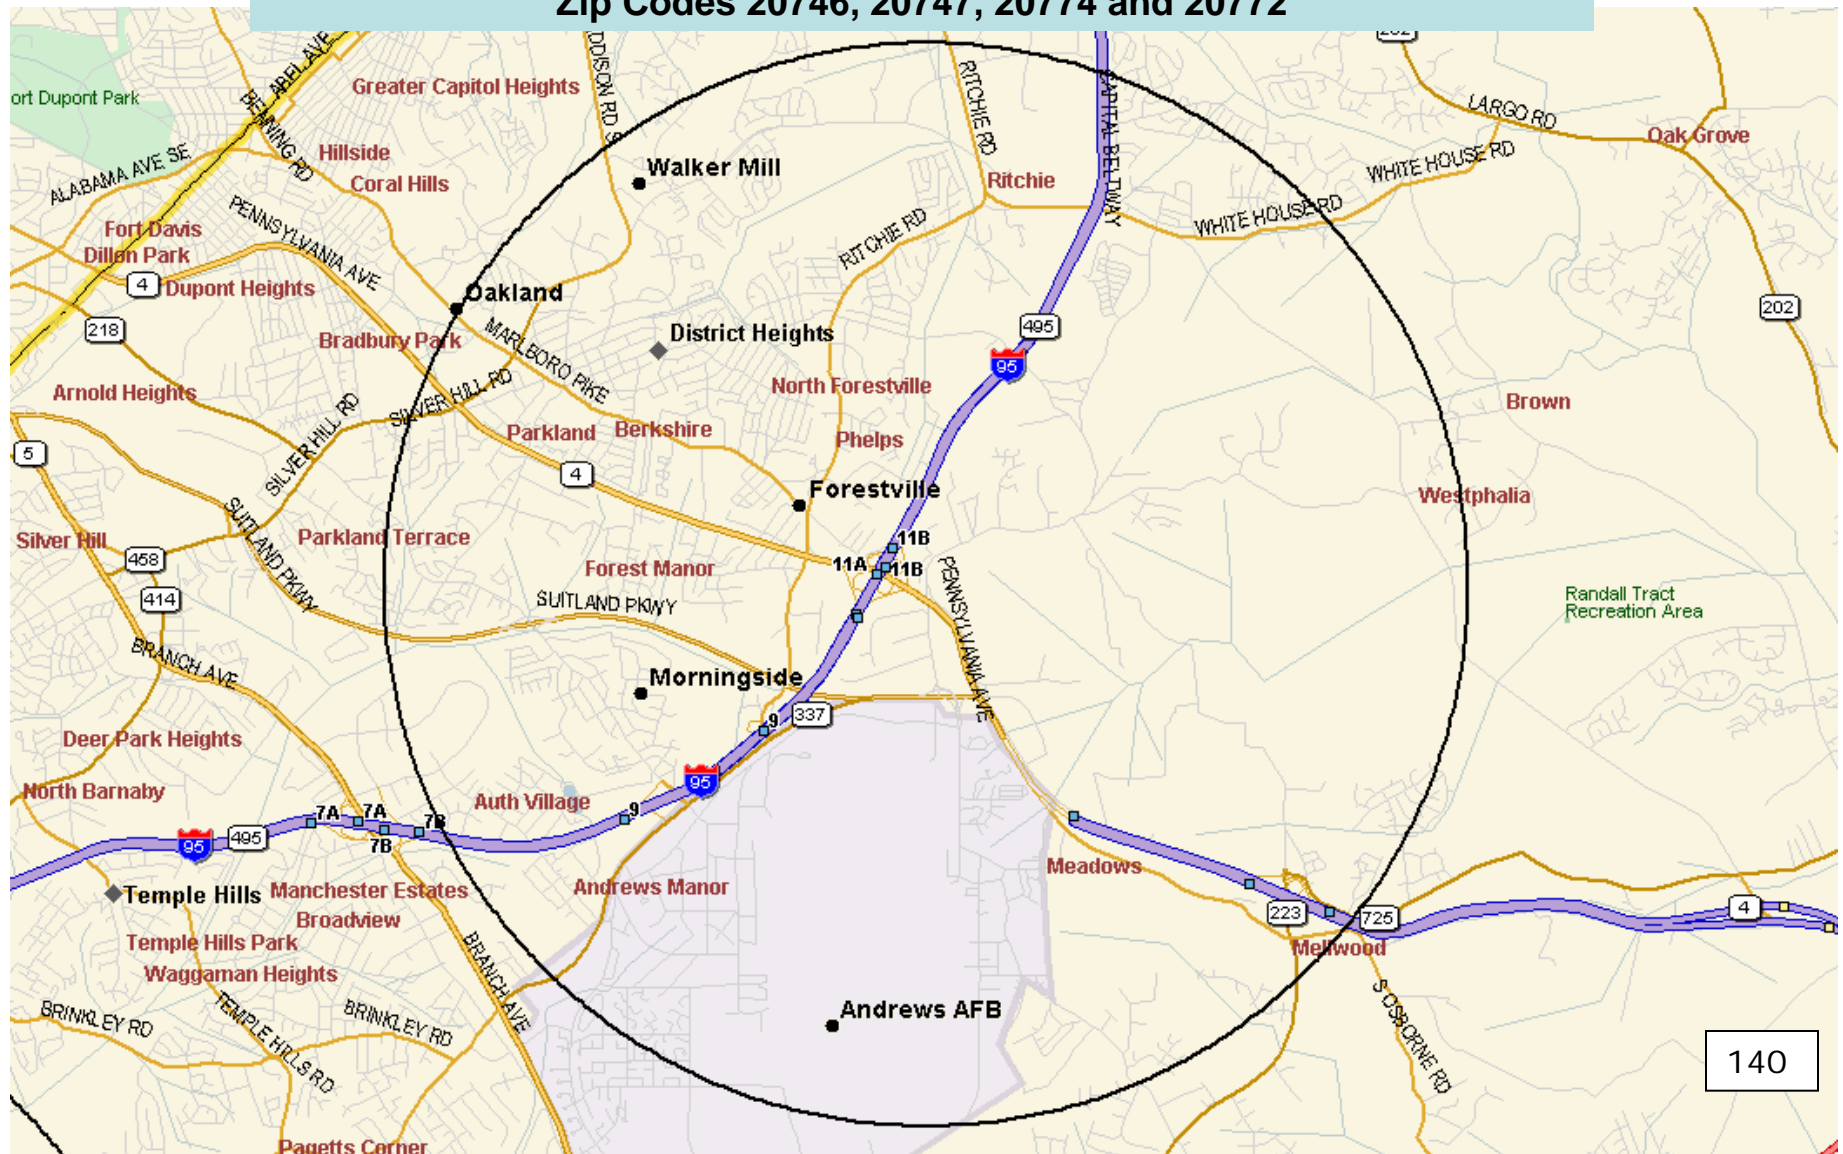 Zip Codes 20746, 20747, 20774 and 20772
202
LARGO RD
Oak Grove
ort Dupont Park
Greater Capitol Heights
BENNING RD
RITCHIE RD
CAPITAL BELTWAY
ALABAMA AVE SE
Hillside
Coral Hills
Walker Mill
Ritchie
WHITE HOUSE RD
WHITE HOUSE RD
Fort Davis
Dillon Park
PENNSYLVANIA AVE
RITCHIE RD
4
Dupont Heights
Oakland
218
Bradbury Park
MARLBORO PIKE
District Heights
495
95
202
Arnold Heights
SILVER HILL RD
SILVER HILL RD
North Forestville
Brown
Parkland
Berkshire
Phelps
5
4
Forestville
Westphalia
SUITLAND PKWY
Silver Hill
Parkland Terrace
458
414
Forest Manor
11B
11A
11B
PENNSYLVANIA AVE
SUITLAND PKWY
Randall Tract
Recreation Area
BRANCH AVE
Morningside
9
337
Deer Park Heights
North Barnaby
95
Auth Village
9
7A
7A
7B
7B
95
495
Meadows
Temple Hills
Manchester Estates
Andrews Manor
Broadview
223
725
4
Temple Hills Park
Mellwood
Waggaman Heights
BRANCH AVE
S OSBORNE RD
BRINKLEY RD
TEMPLE HILLS RD
BRINKLEY RD
Andrews AFB
140
Pagetts Corner